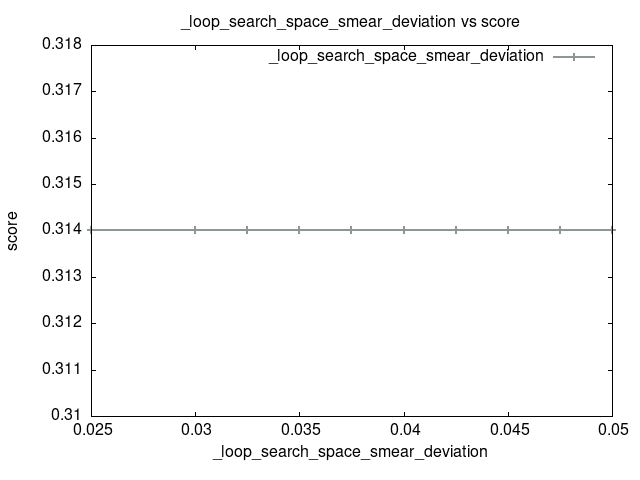 _loop_search_space_smear_deviation vs score
_loop_search_space_smear_deviation
0.318
0.317
0.316
0.315
0.314
0.313
0.312
0.311
0.31
score
0.025 0.03 0.035 0.04 0.045 0.05
_loop_search_space_smear_deviation